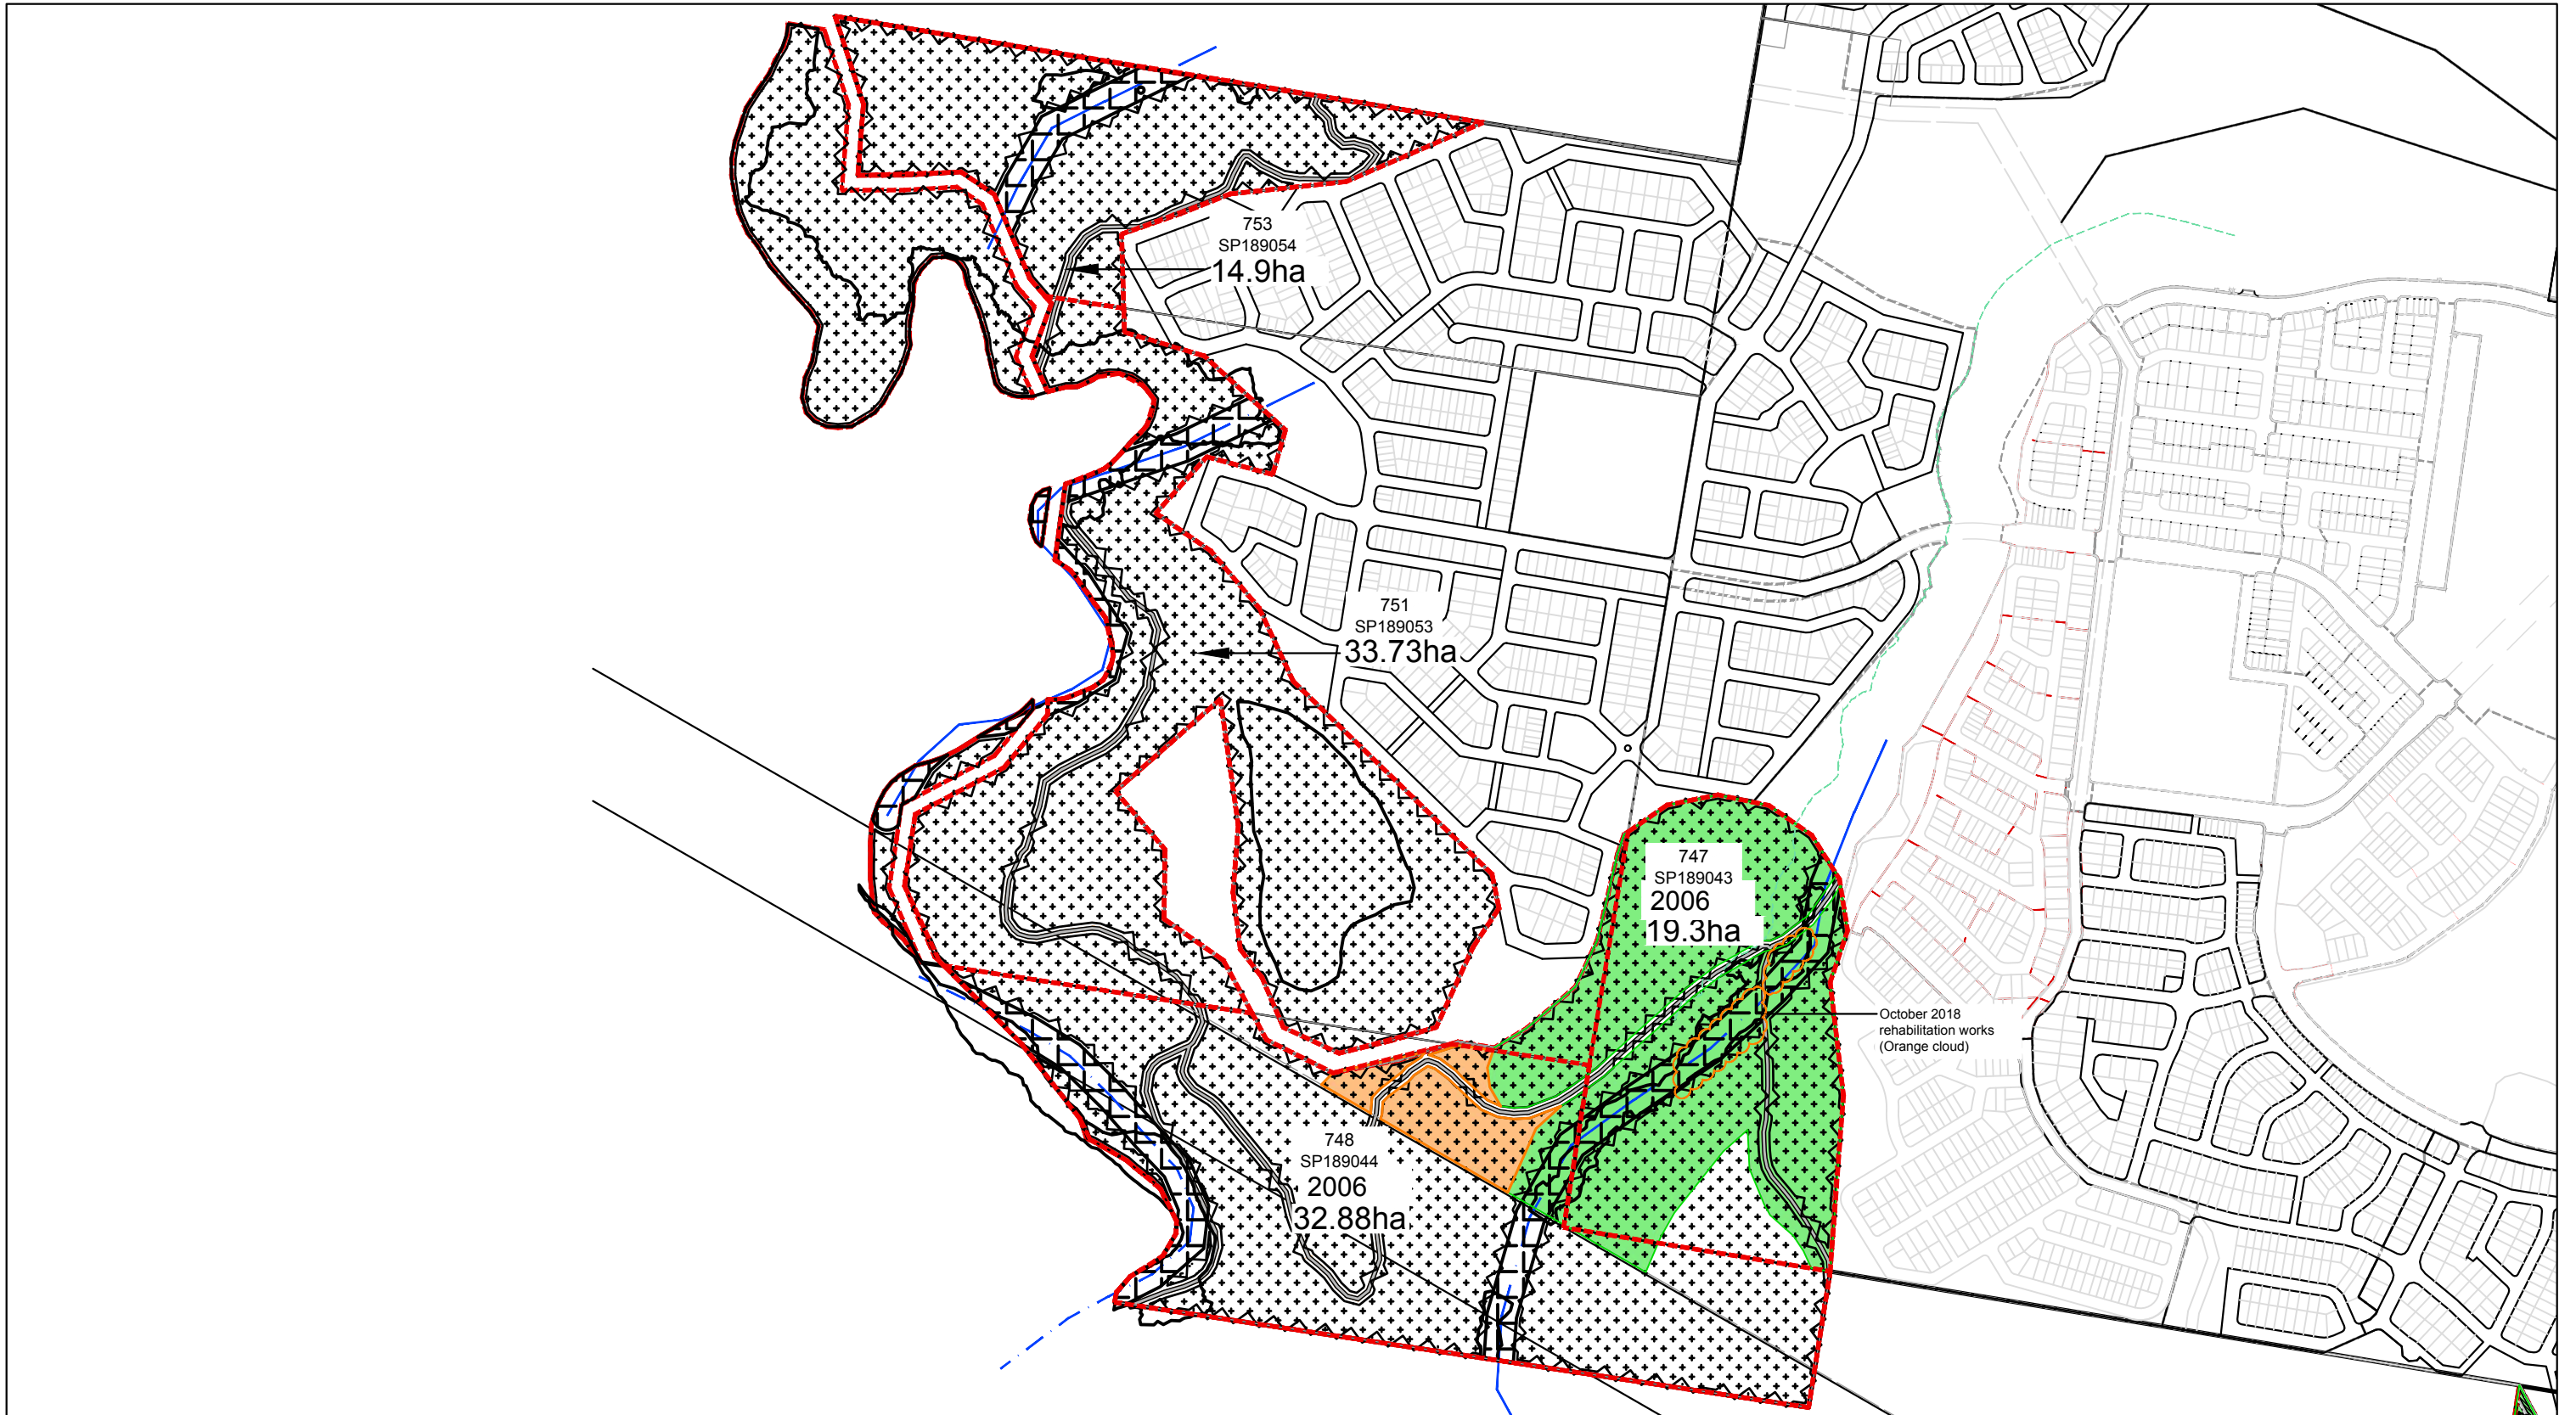 753
SP189054
14.9ha
751
SP189053
33.73ha
747
SP189043
2006
19.3ha
October 2018
rehabilitation works
(Orange cloud)
748
SP189044
2006
32.88ha